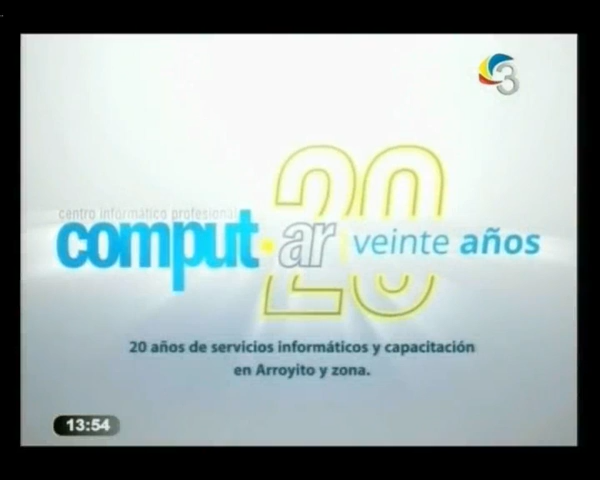 3
20
centro informático profesional
comput.ar
veinte años
20 años de servicios informáticos y capacitación
en Arroyito y zona.
13:54